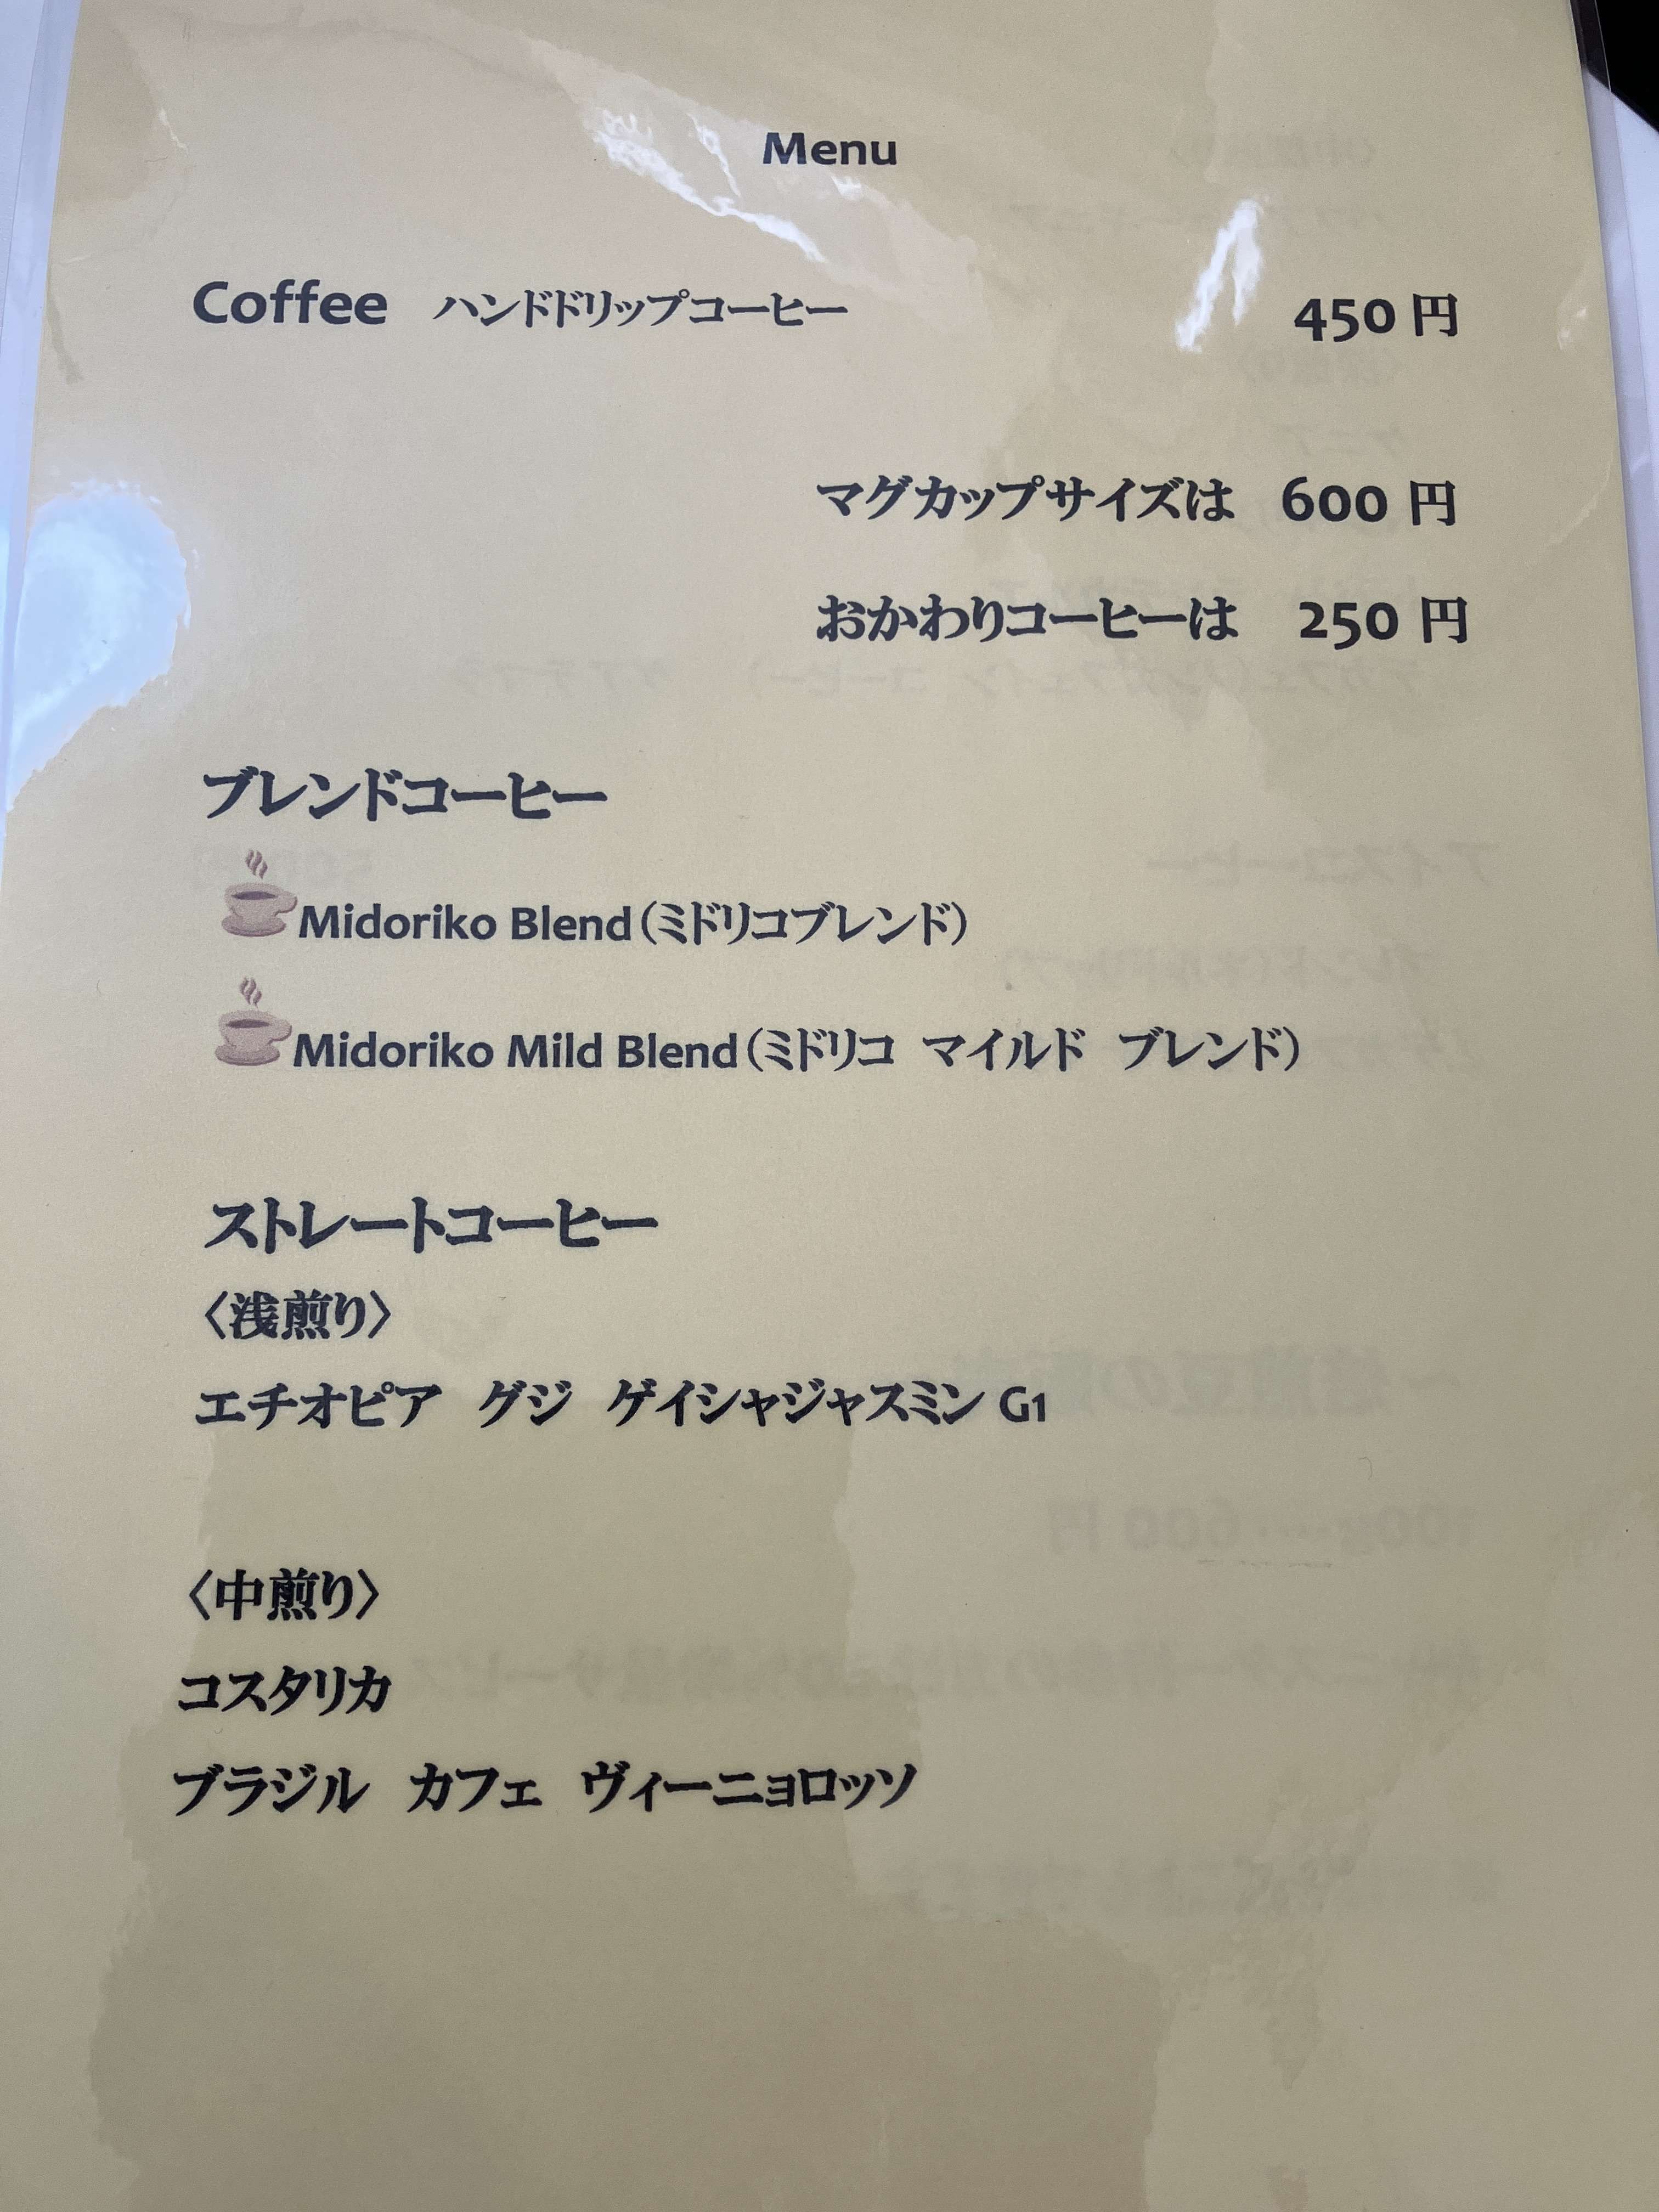 Menu
Coffee ハンドドリップコーヒー 450 円
マグカップサイズは 600 円
おかわりコーヒーは 250 円
ブレンドコーヒー
Midoriko Blend(ミドリコブレンド)
Midoriko Mild Blend(ミドリコ マイルド ブレンド)
ストレートコーヒー
〈浅煎り〉
エチオピア グジ ゲイシャジャスミン G1
〈中煎り〉
コスタリカ
ブラジル カフェ ヴィーニョロッソ